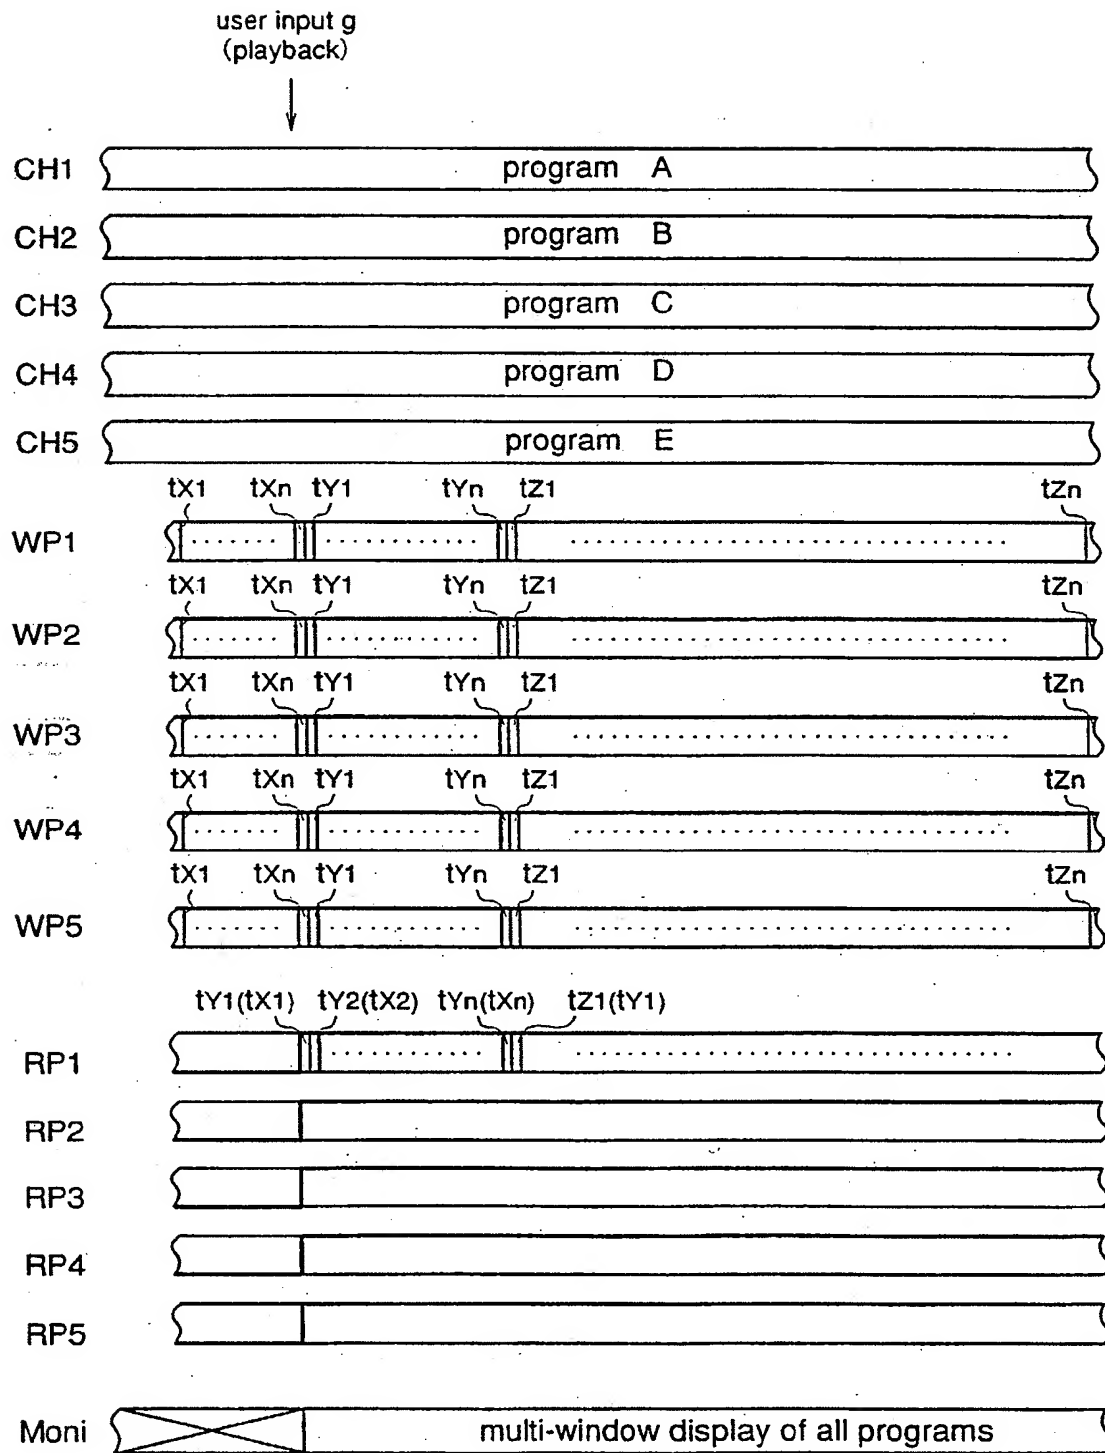 user input g
(playback)
CH1 program A
CH2 program B
CH3 program C
CH4 program D
CH5 program E
tX1 tXn tY1 tYn tZ1 tZn
WP1
tX1 tXn tY1 tYn tZ1 tZn
WP2
tX1 tXn tY1 tYn tZ1 tZn
WP3
tX1 tXn tY1 tYn tZ1 tZn
WP4
tX1 tXn tY1 tYn tZ1 tZn
WP5
tY1(tX1) tY2(tX2) tYn(tXn) tZ1(tY1)
RP1
RP2
RP3
RP4
RP5
Moni multi-window display of all programs